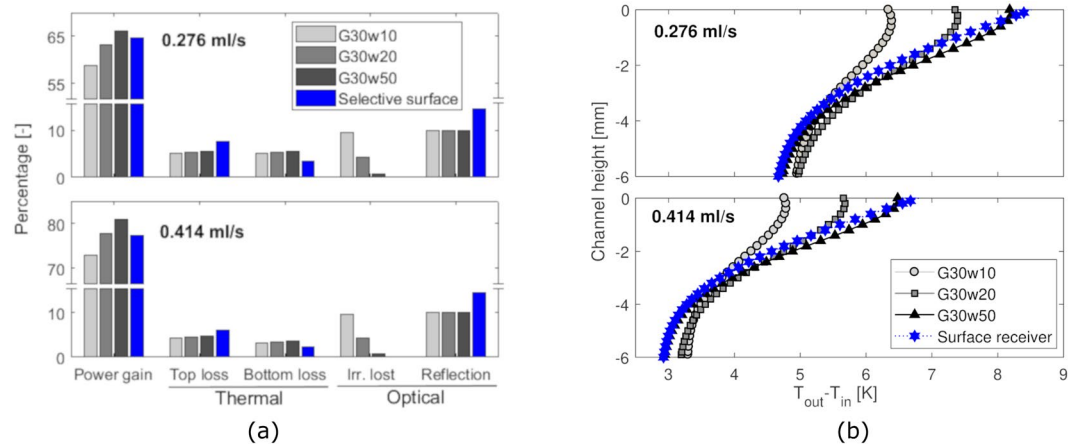 65
55
10
0
0.276 ml/s
G30w10
G30w20
G30w50
Selective surface
Percentage [-]
80
70
10
0
0.414 ml/s
Power gain Top loss Bottom loss Irr. lost Reflection
Thermal Optical
(a)
0
-2
-4
-6
0.276 ml/s
Channel height [mm]
0
-2
-4
-6
0.414 ml/s
G30w10
G30w20
G30w50
Surface receiver
3 4 5 6 7 8 9
Tout-Tin [K]
(b)